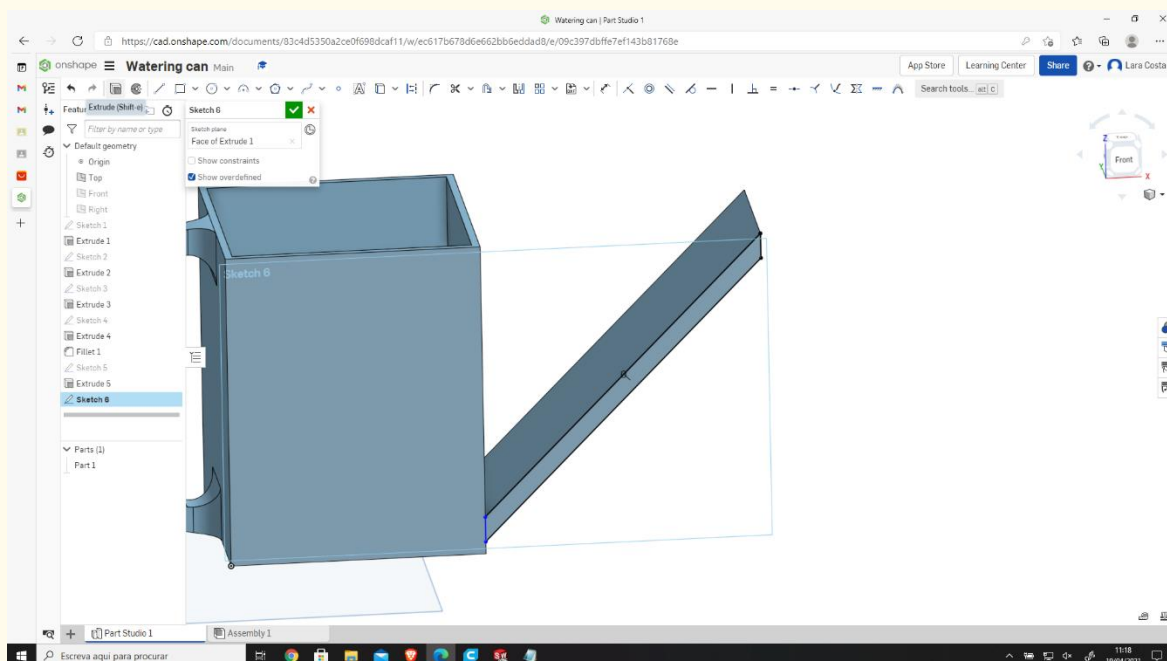 Watering can | Part Studio 1
https://cad.onshape.com/documents/83c4d5350a2ce0f698dcaf11/w/ec617b678d6e662bb6eddad8/e/09c397dbffe7ef143b81768e
onshape Watering can Main App Store Learning Center Share Lara Costa
Search tools... alt C
Featu Extrude (Shift-e) Sketch 6
Filter by name or type
Sketch plane
Face of Extrude 1
Default geometry
Origin
Show constraints
Top
Show overdefined
Front
Right
Sketch 1
Extrude 1
Sketch 2
Extrude 2
Sketch 3
Extrude 3
Sketch 4
Extrude 4
Fillet 1
Sketch 5
Extrude 5
Sketch 6
Parts (1)
Part 1
Sketch 6
Z
Front
Y
X
Part Studio 1 Assembly 1
Escreva aqui para procurar
11:18